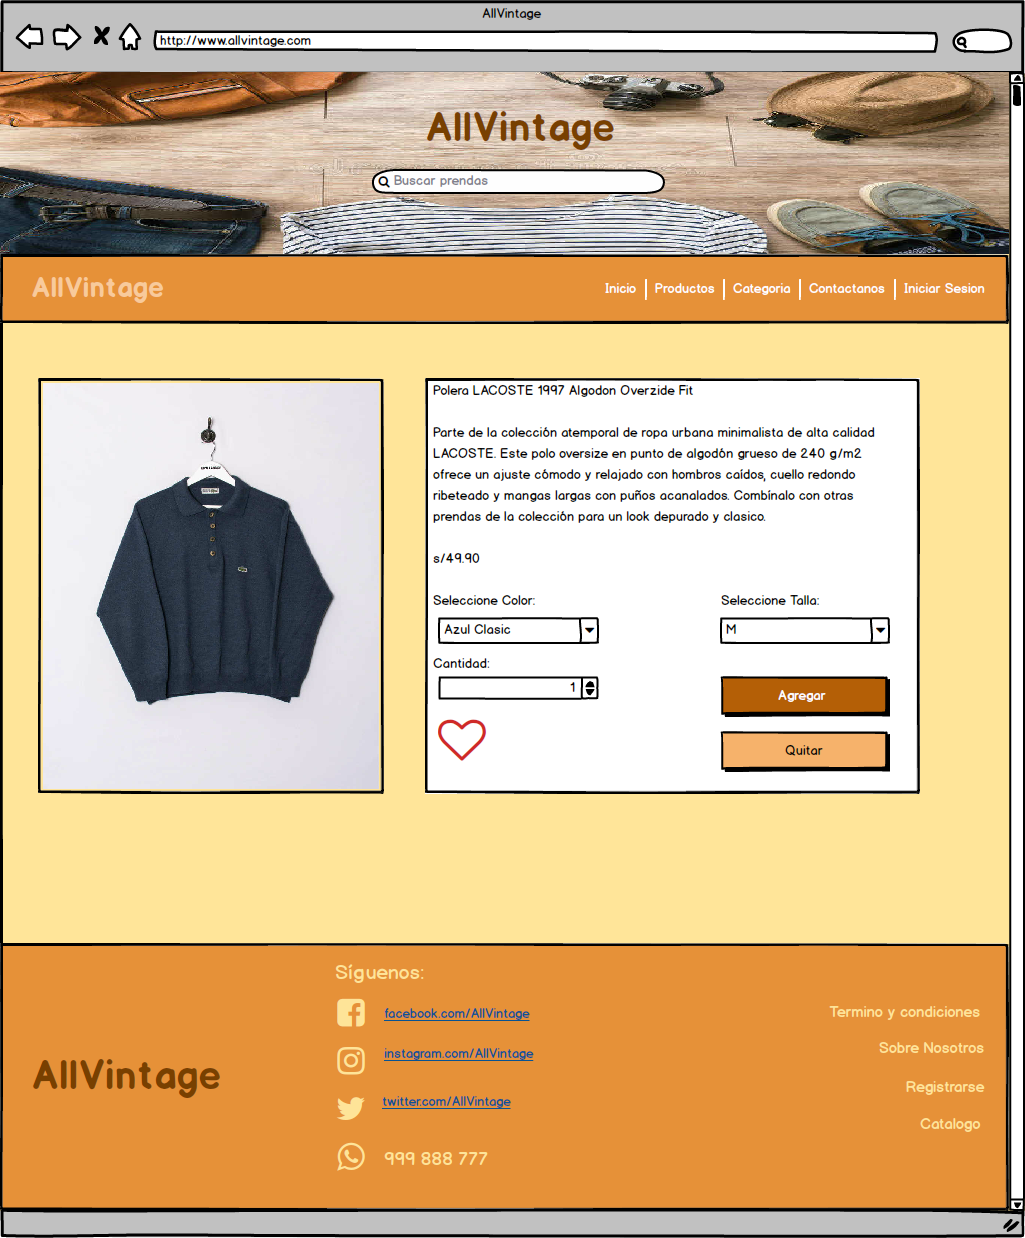 AllVintage
http://www.allvintage.com
AllVintage
Buscar prendas
AllVintage
Inicio
Productos
Categoria
Contactanos
Iniciar Sesion
Polera LACOSTE 1997 Algodon Overzide Fit
Parte de la colección atemporal de ropa urbana minimalista de alta calidad
LACOSTE. Este polo oversize en punto de algodón grueso de 240 g/m2
ofrece un ajuste cómodo y relajado con hombros caídos, cuello redondo
ribeteado y mangas largas con puños acanalados. Combínalo con otras
prendas de la colección para un look depurado y clasico.
s/49.90
Seleccione Color:
Seleccione Talla:
Azul Clasic
M
Cantidad:
1
Agregar
Quitar
Síguenos:
facebook.com/AllVintage
instagram.com/AllVintage
twitter.com/AllVintage
999 888 777
AllVintage
Termino y condiciones
Sobre Nosotros
Registrarse
Catalogo